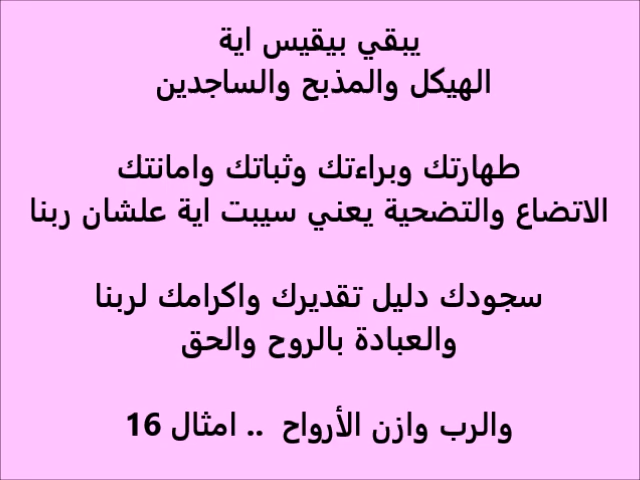 يبقي بيقيس اية
الهيكل والمذبح والساجدين
طهارتك وبراءتك وثباتك وامانتك
الاتضاع والتضحية يعني سيبت اية علشان ربنا
سجودك دليل تقديرك واكرامك لربنا
والعبادة بالروح والحق
والرب وازن الأرواح .. امثال 16